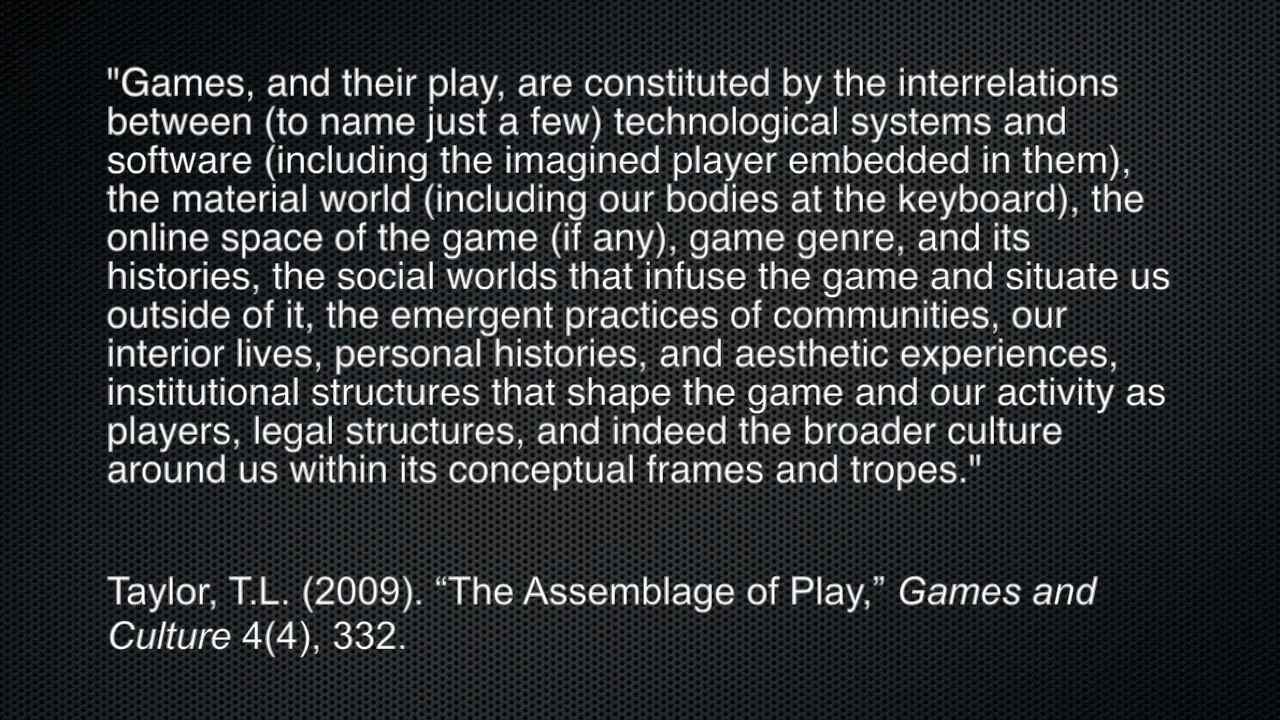 "Games, and their play, are constituted by the interrelations
between (to name just a few) technological systems and
software (including the imagined player embedded in them),
the material world (including our bodies at the keyboard), the
online space of the game (if any), game genre, and its
histories, the social worlds that infuse the game and situate us
outside of it, the emergent practices of communities, our
interior lives, personal histories, and aesthetic experiences,
institutional structures that shape the game and our activity as
players, legal structures, and indeed the broader culture
around us within its conceptual frames and tropes."
Taylor, T.L. (2009). “The Assemblage of Play,” Games and
Culture 4(4), 332.